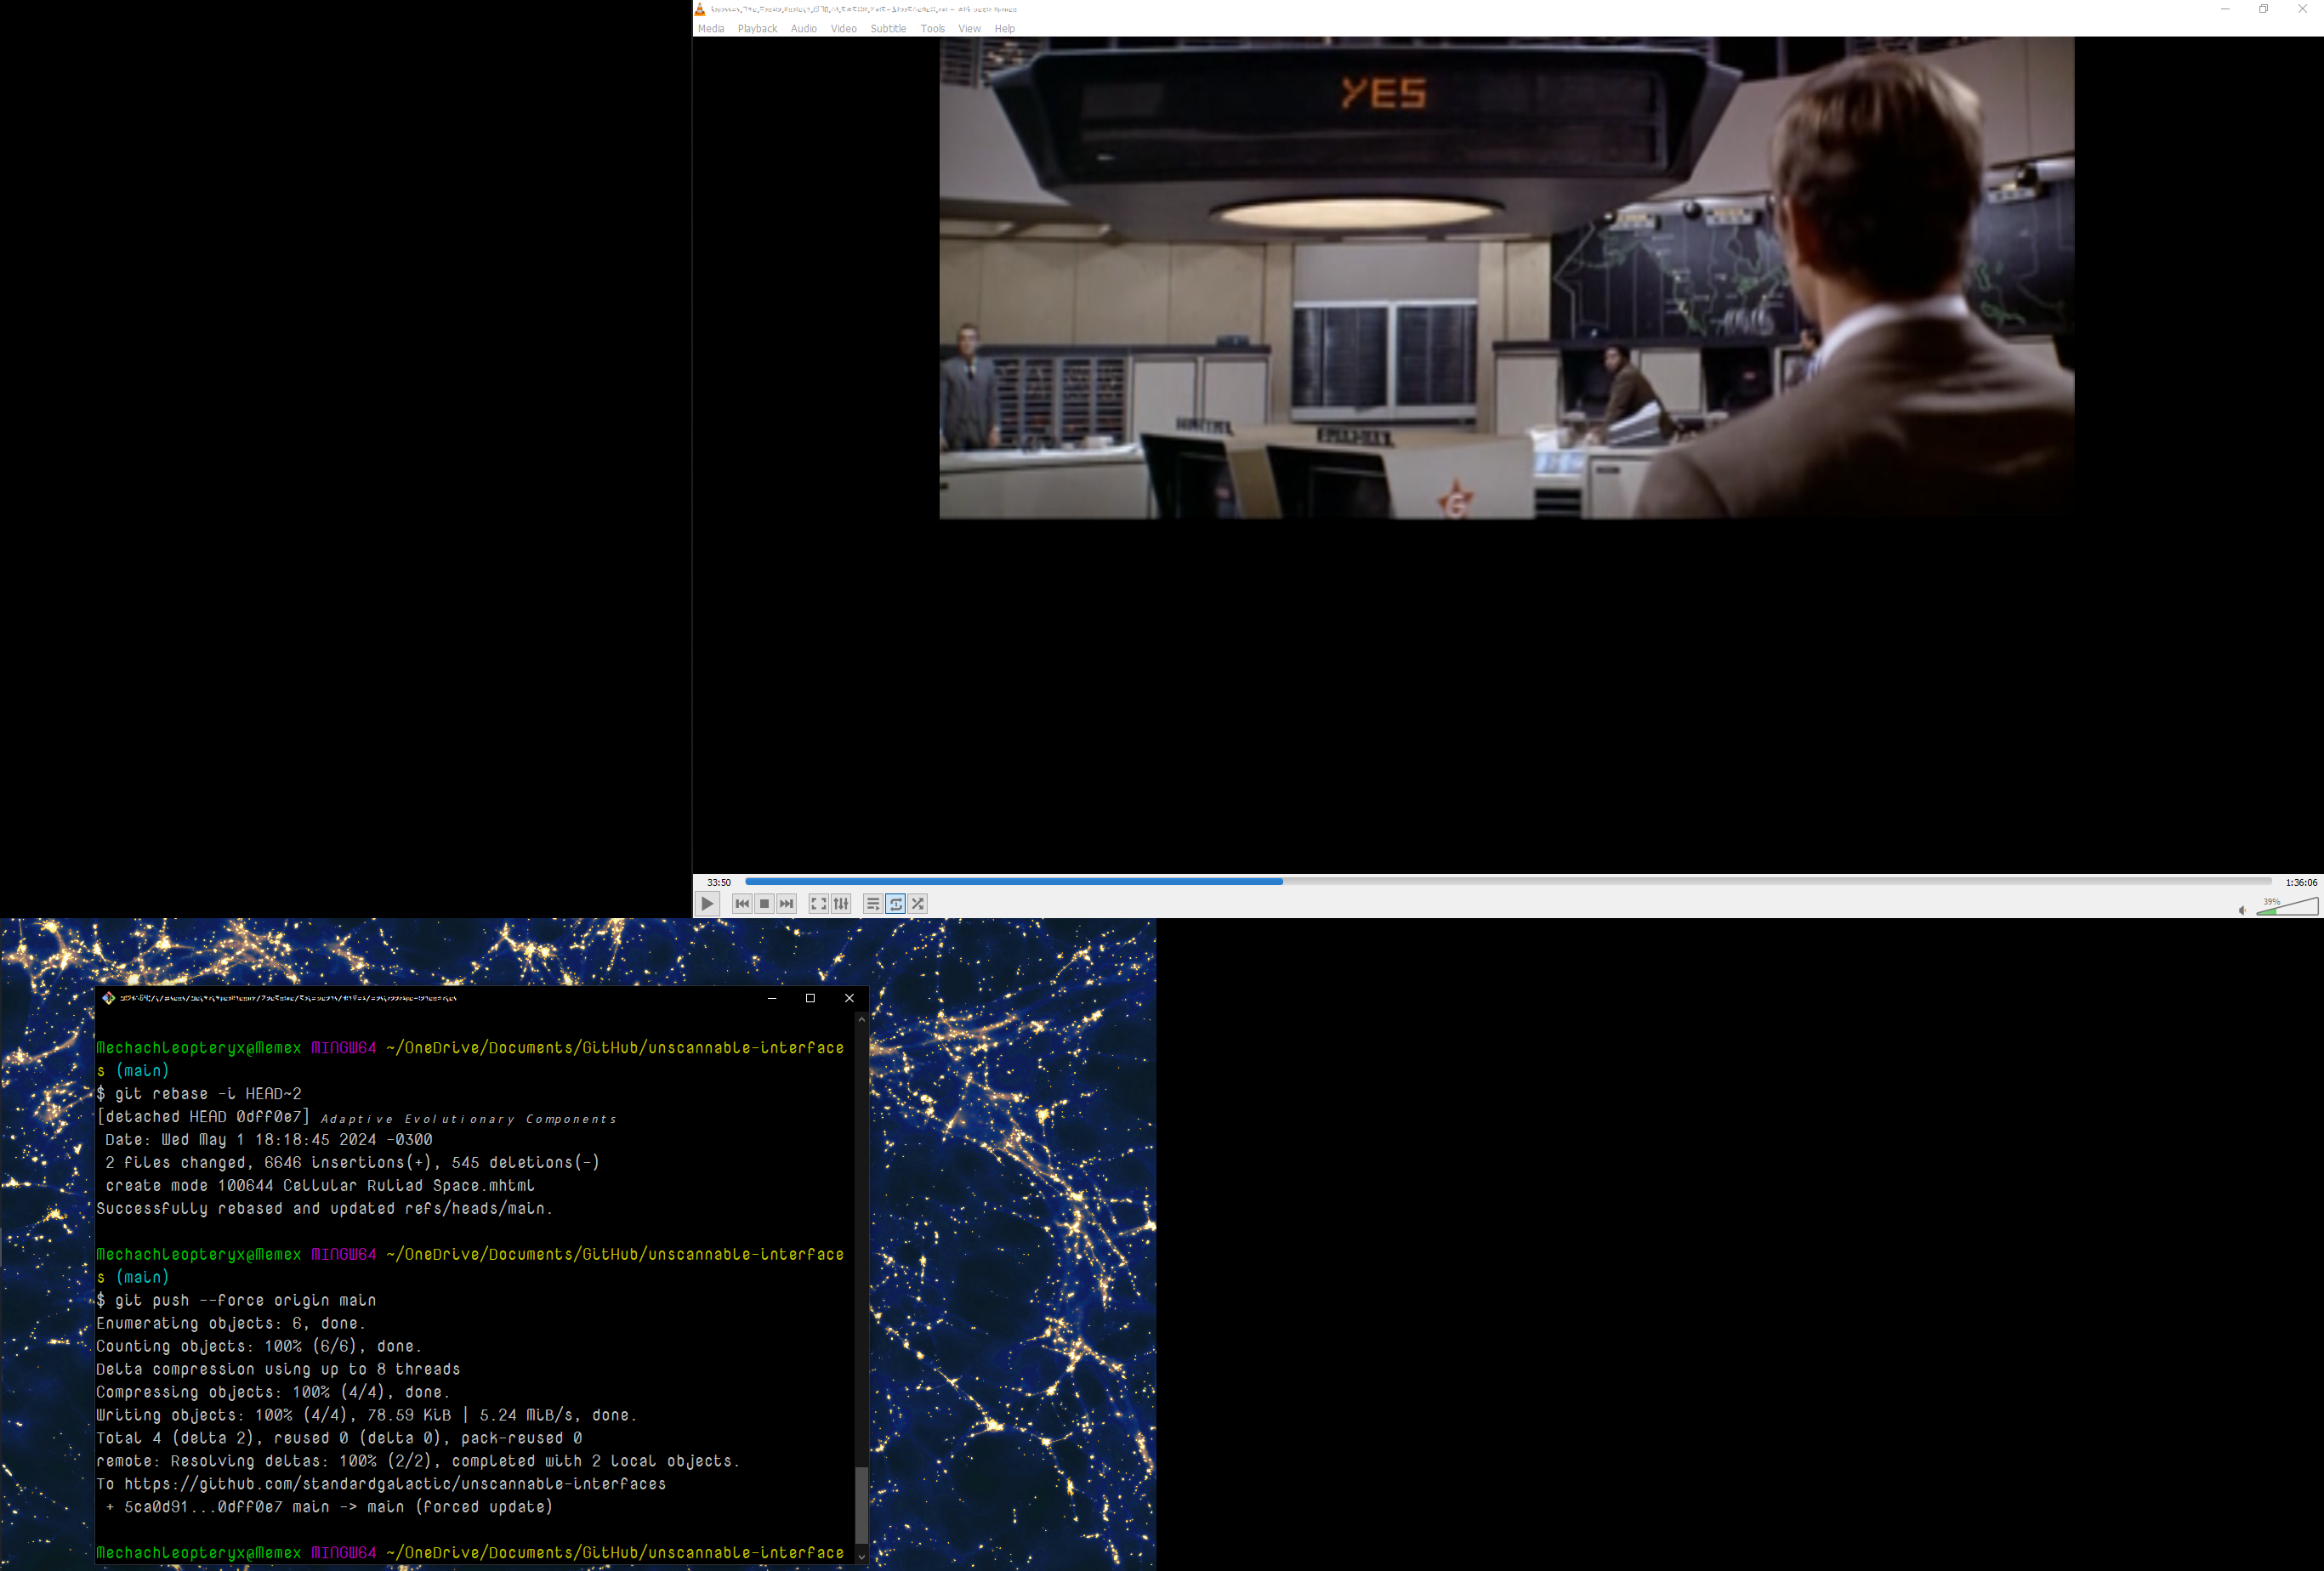 Media Playback Audio Video Subtitle Tools View Help
YES
G
33:50
1:36:06
39%
Mechachleopteryx@Memex MINGW64 ~/OneDrive/Documents/GitHub/unscannable-interface
s (main)
$ git rebase -i HEAD~2
[detached HEAD 0dff0e7] Adaptive Evolutionary Components
Date: Wed May 1 18:18:45 2024 -0300
2 files changed, 6646 insertions(+), 545 deletions(-)
create mode 100644 Cellular Ruliad Space.mhtml
Successfully rebased and updated refs/heads/main.
Mechachleopteryx@Memex MINGW64 ~/OneDrive/Documents/GitHub/unscannable-interface
s (main)
$ git push --force origin main
Enumerating objects: 6, done.
Counting objects: 100% (6/6), done.
Delta compression using up to 8 threads
Compressing objects: 100% (4/4), done.
Writing objects: 100% (4/4), 78.59 KiB | 5.24 MiB/s, done.
Total 4 (delta 2), reused 0 (delta 0), pack-reused 0
remote: Resolving deltas: 100% (2/2), completed with 2 local objects.
To https://github.com/standardgalactic/unscannable-interfaces
+ 5ca0d91...0dff0e7 main -> main (forced update)
Mechachleopteryx@Memex MINGW64 ~/OneDrive/Documents/GitHub/unscannable-interface